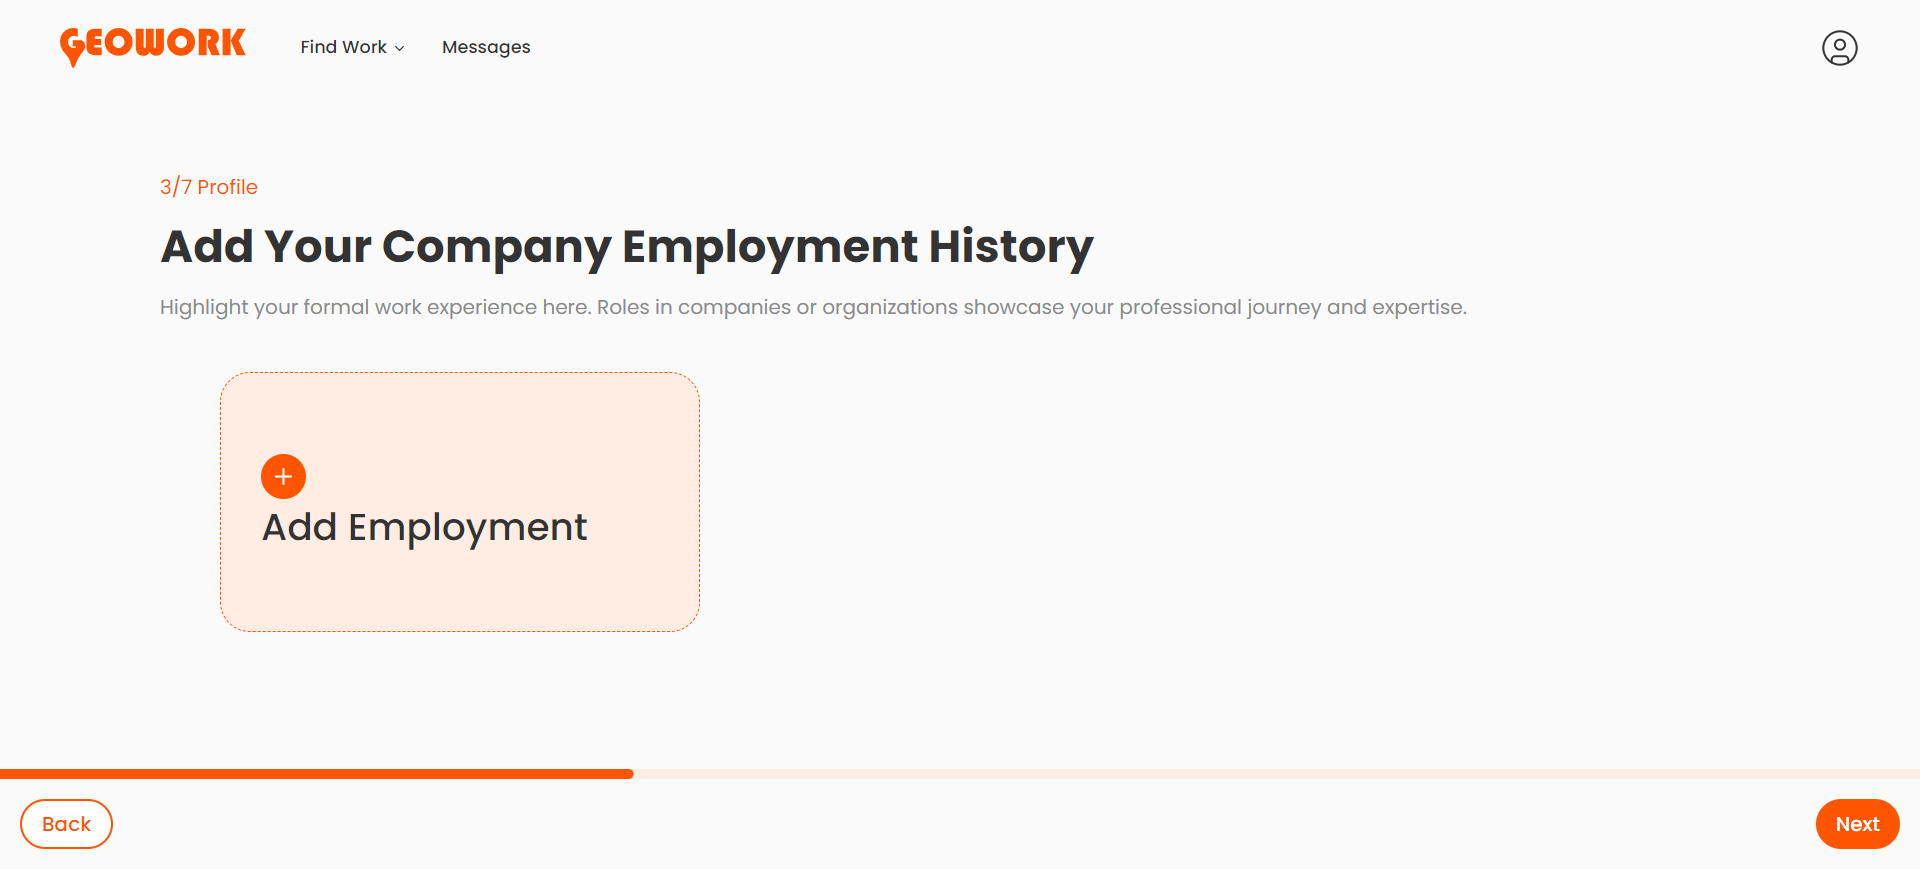 GEOWORK
Find Work
Messages
3/7 Profile
Add Your Company Employment History
Highlight your formal work experience here. Roles in companies or organizations showcase your professional journey and expertise.
Add Employment
Back
Next